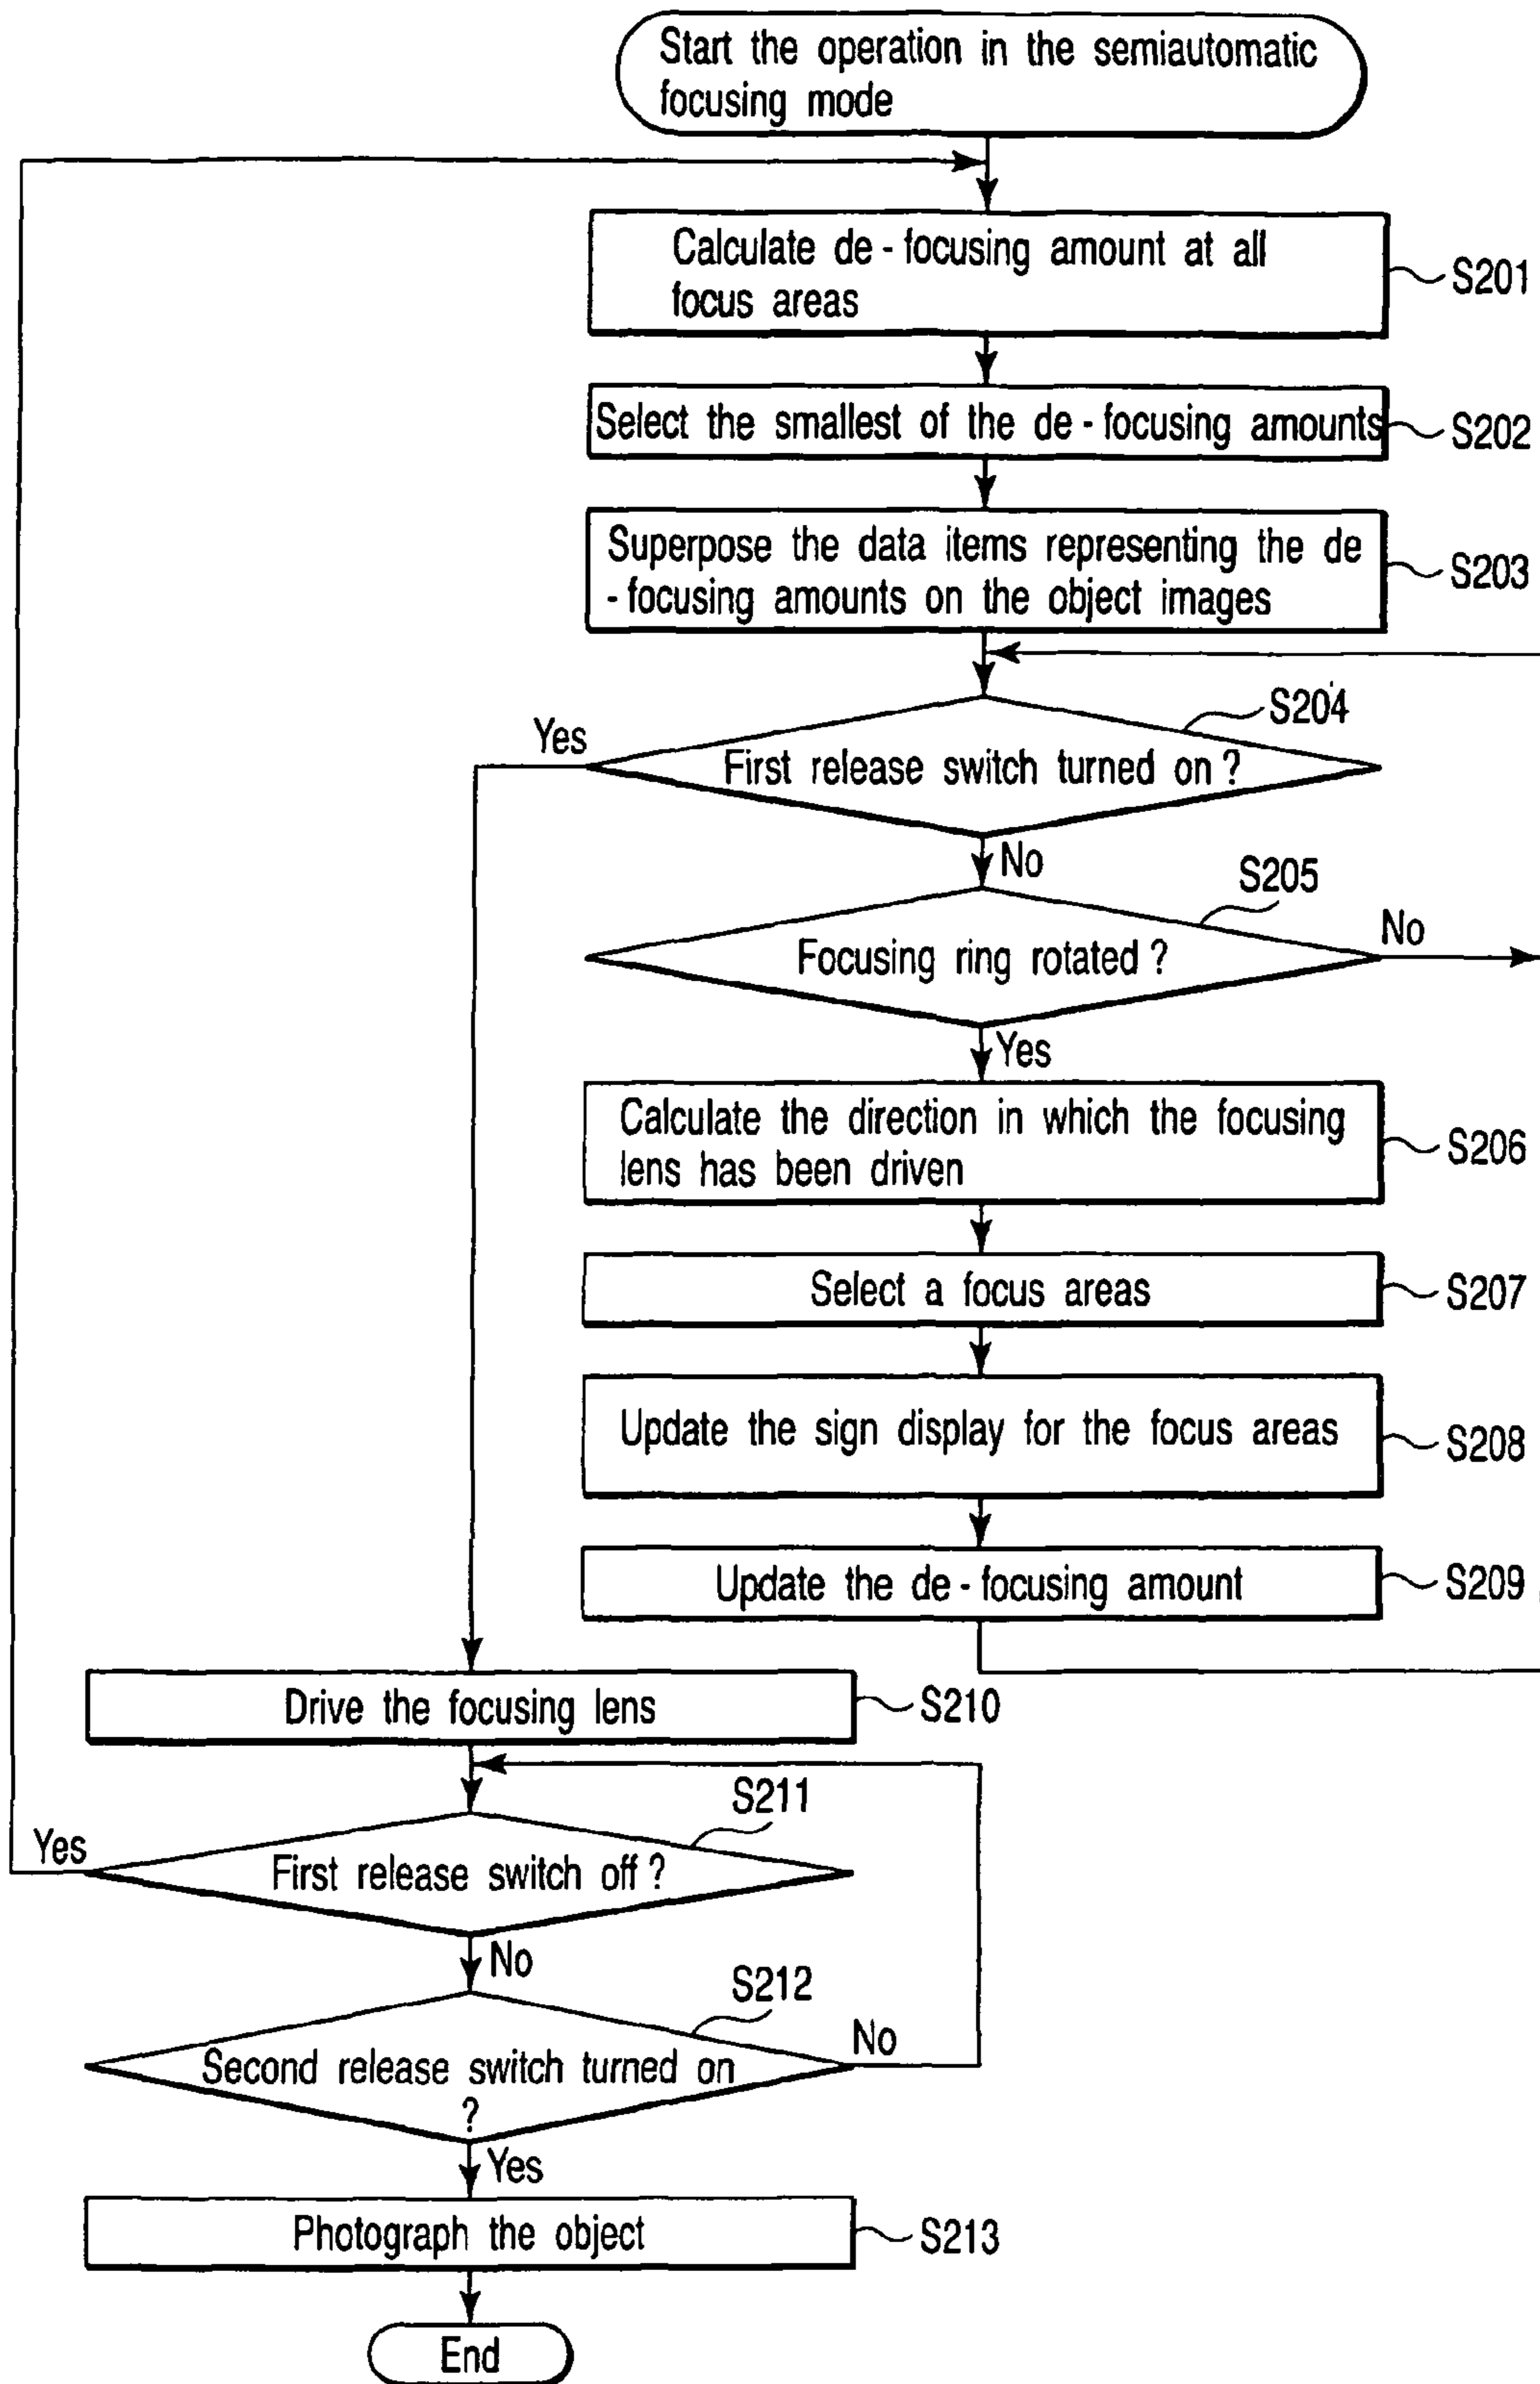 Start the operation in the semiautomatic
focusing mode
Calculate de - focusing amount at all
focus areas
S201
Select the smallest of the de - focusing amounts
S202
Superpose the data items representing the de
- focusing amounts on the object images
S203
S204
Yes
First release switch turned on ?
No
S205
No
Focusing ring rotated ?
Yes
Calculate the direction in which the focusing
lens has been driven
S206
Select a focus areas
S207
Update the sign display for the focus areas
S208
Update the de - focusing amount
S209
Drive the focusing lens
S210
S211
Yes
First release switch off ?
No
S212
No
Second release switch turned on
?
Yes
Photograph the object
S213
End